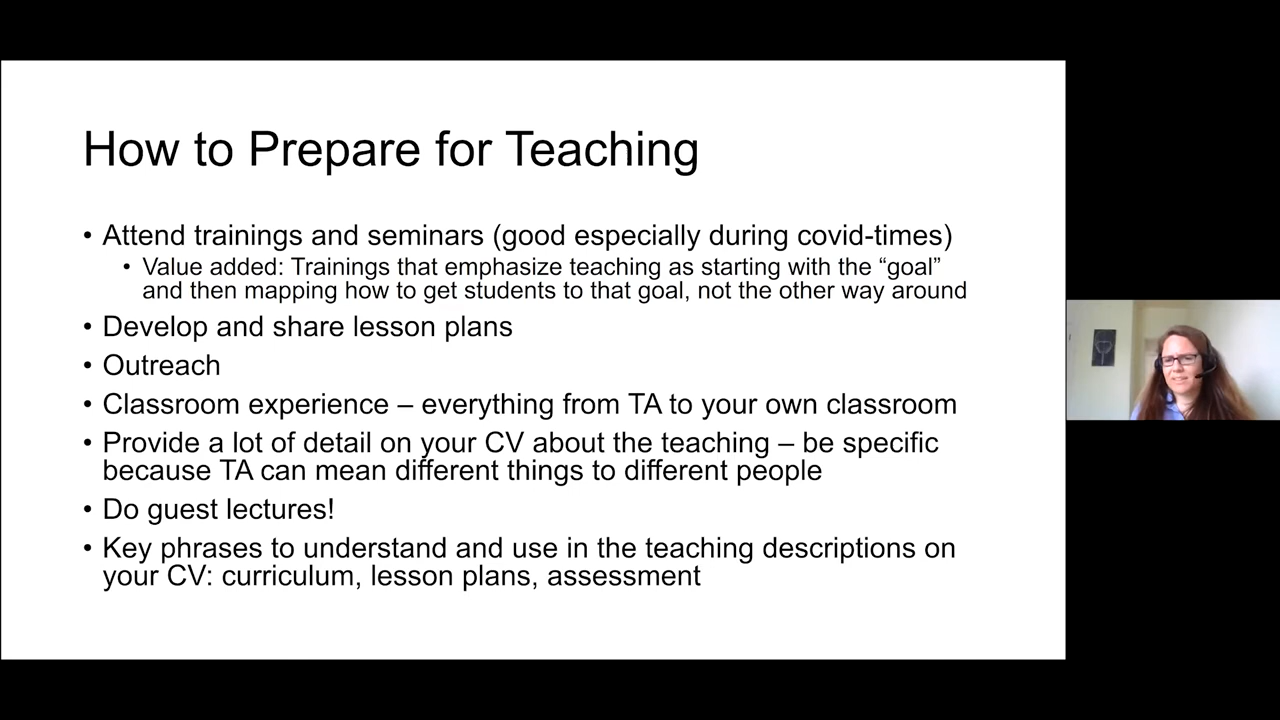 How to Prepare for Teaching
• Attend trainings and seminars (good especially during covid-times)
• Value added: Trainings that emphasize teaching as starting with the “goal”
and then mapping how to get students to that goal, not the other way around
• Develop and share lesson plans
• Outreach
• Classroom experience – everything from TA to your own classroom
• Provide a lot of detail on your CV about the teaching – be specific
because TA can mean different things to different people
• Do guest lectures!
• Key phrases to understand and use in the teaching descriptions on
your CV: curriculum, lesson plans, assessment